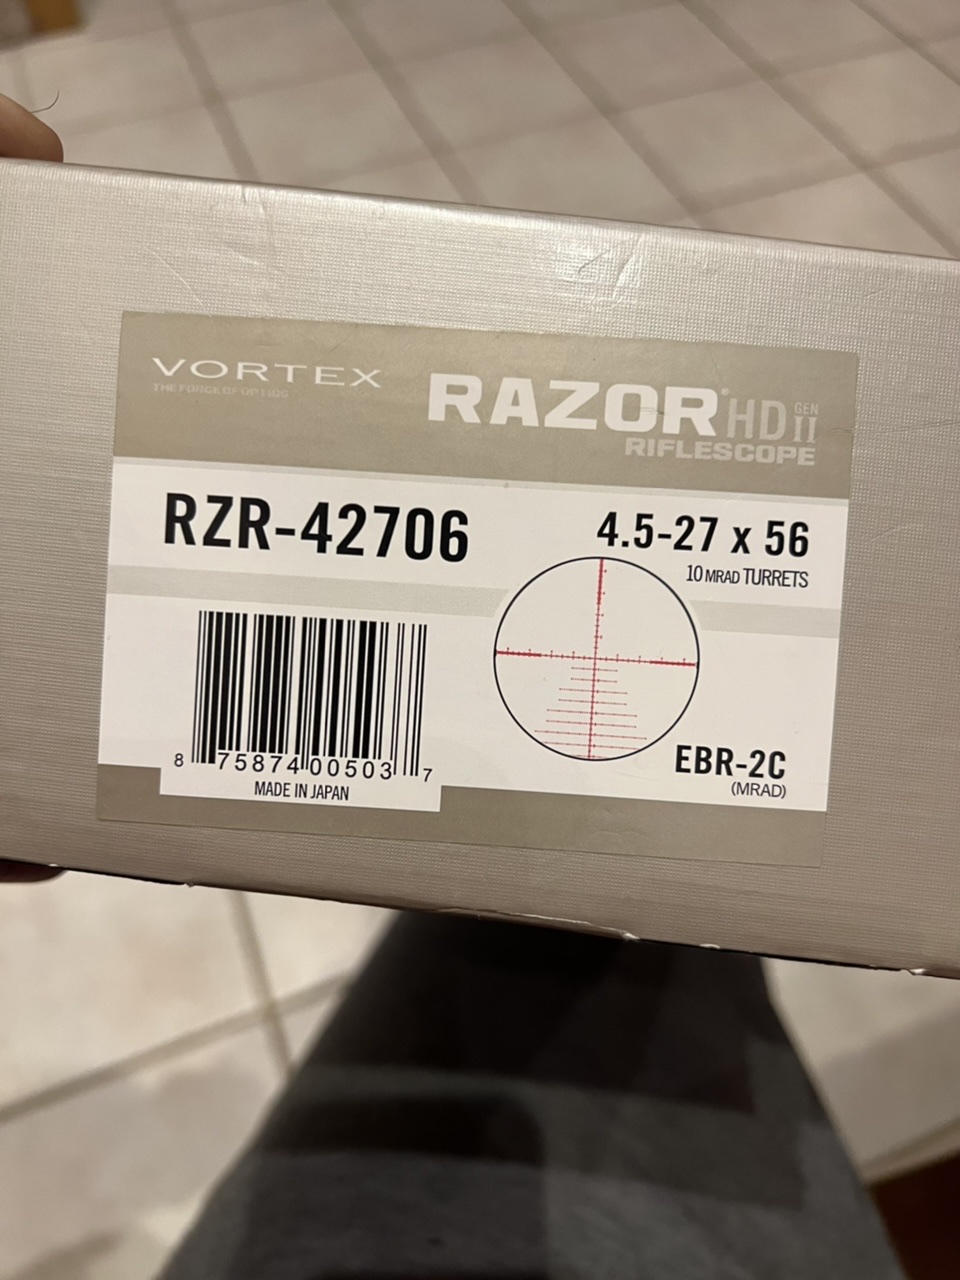 VORTEX
THE FORCE OF OPTICS
RAZOR® HD GEN II
RIFLESCOPE
RZR-42706
4.5-27 x 56
10 MRAD TURRETS
EBR-2C
(MRAD)
8 75874 00503 7
MADE IN JAPAN